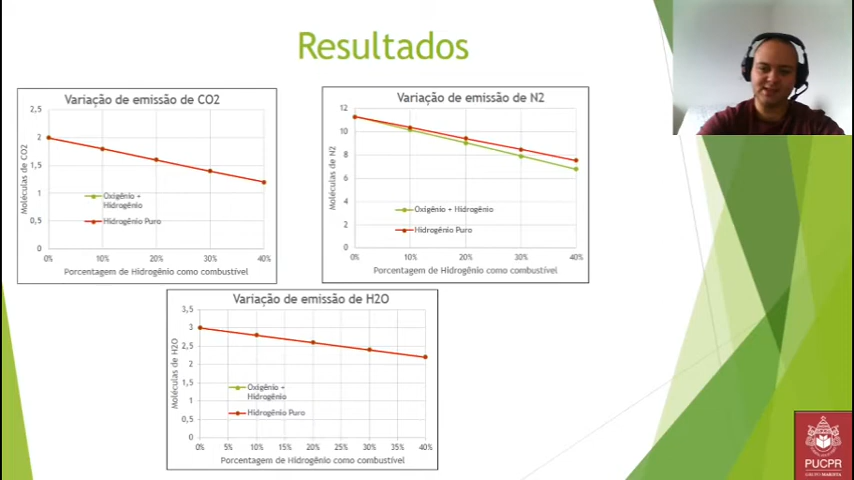 Resultados
Variação de emissão de CO2
2,5
2
1,5
1
0,5
0
Moléculas de CO2
Oxigênio +
Hidrogênio
Hidrogênio Puro
0% 10% 20% 30% 40%
Porcentagem de Hidrogênio como combustível
Variação de emissão de N2
12
10
8
6
4
2
0
Moléculas de N2
Oxigênio + Hidrogênio
Hidrogênio Puro
0% 10% 20% 30% 40%
Porcentagem de Hidrogênio como combustível
Variação de emissão de H2O
3,5
3
2,5
2
1,5
1
0,5
0
Moléculas de H2O
Oxigênio +
Hidrogênio
Hidrogênio Puro
0% 5% 10% 15% 20% 25% 30% 35% 40%
Porcentagem de Hidrogênio como combustível
PUCPR
GRUPO MARISTA